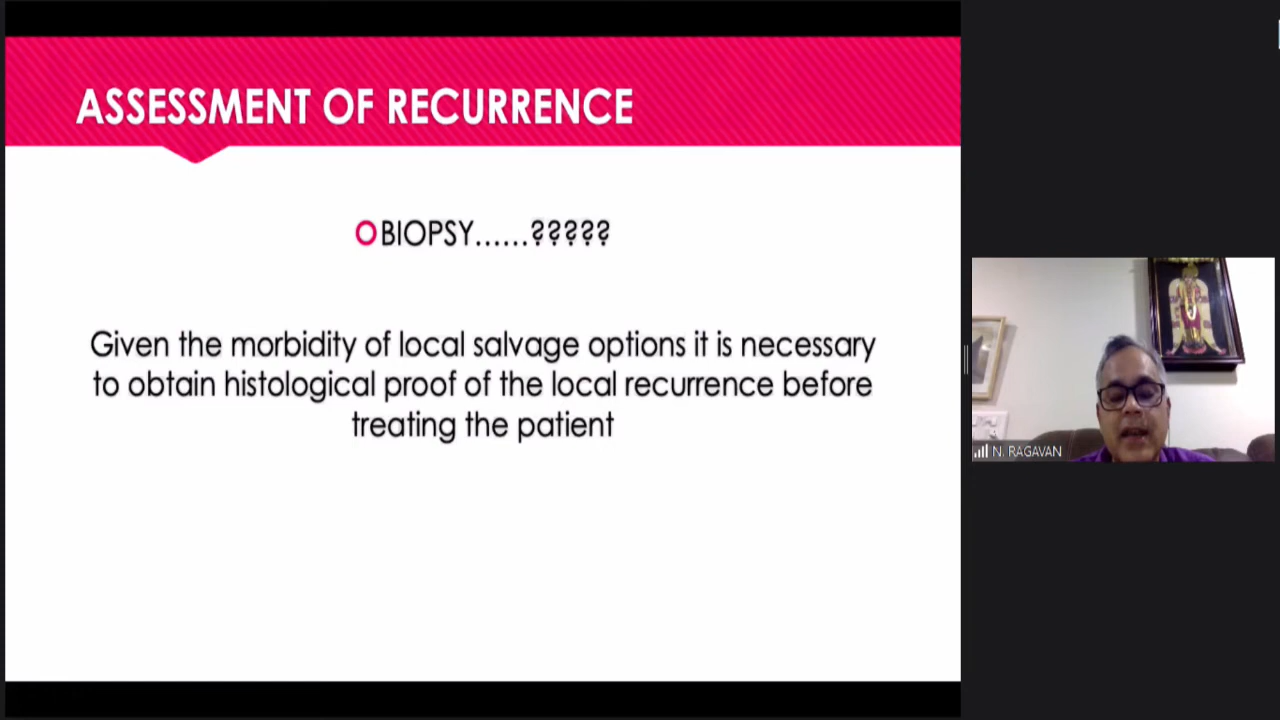 ASSESSMENT OF RECURRENCE
BIOPSY......?????
Given the morbidity of local salvage options it is necessary
to obtain histological proof of the local recurrence before
treating the patient
N. RAGAVAN